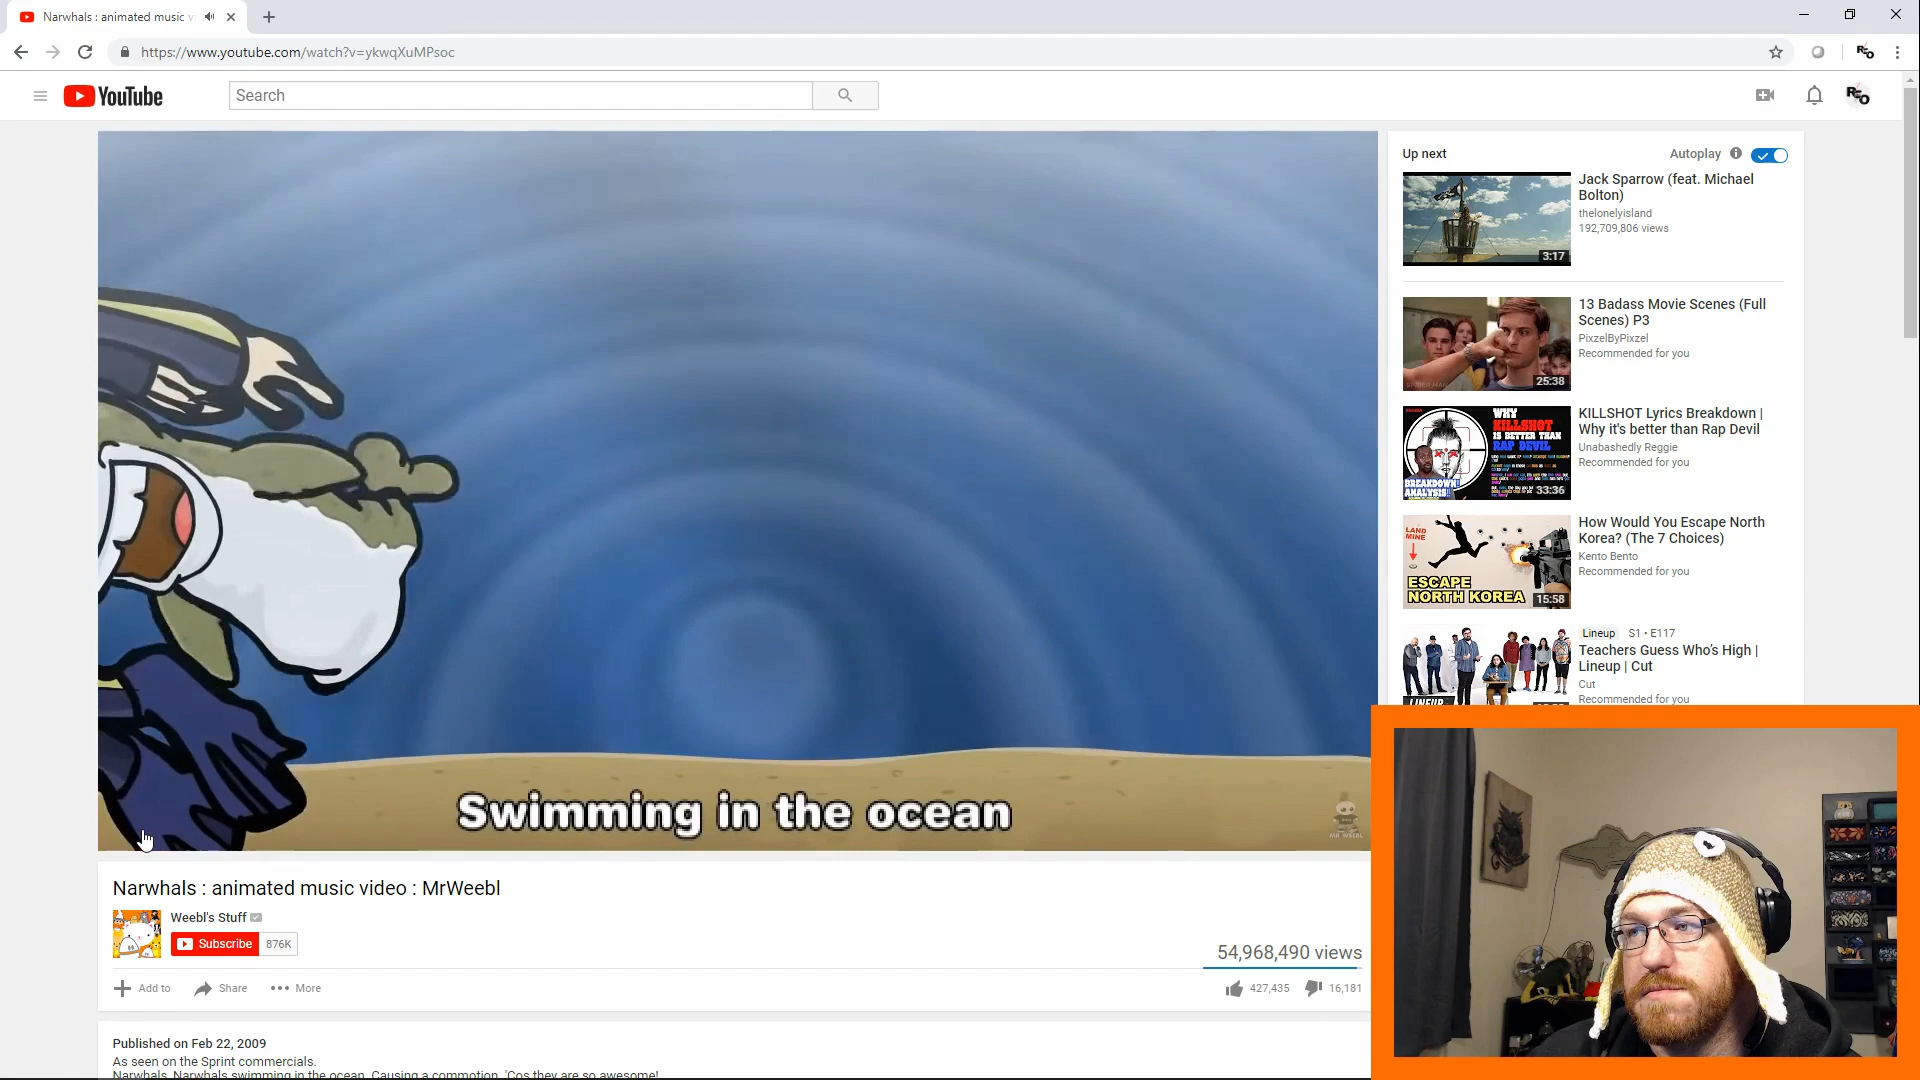 Narwhals : animated music v
https://www.youtube.com/watch?v=ykwqXuMPsoc
YouTube
Search
Swimming in the ocean
MR WEEBL
Narwhals : animated music video : MrWeebl
Weebl's Stuff
Subscribe 876K
54,968,490 views
Add to Share More
427,435 16,181
Published on Feb 22, 2009
As seen on the Sprint commercials.
Narwhals, Narwhals swimming in the ocean, Causing a commotion, 'Cos they are so awesome!
Up next Autoplay
Jack Sparrow (feat. Michael
Bolton)
thelonelyisland
192,709,806 views
3:17
13 Badass Movie Scenes (Full
Scenes) P3
PixzelByPixzel
Recommended for you
25:38
KILLSHOT Lyrics Breakdown |
Why it's better than Rap Devil
Unabashedly Reggie
Recommended for you
WHY
KILLSHOT
IS BETTER THAN
RAP DEVIL
BREAKDOWN
ANALYSIS!!
33:36
How Would You Escape North
Korea? (The 7 Choices)
Kento Bento
Recommended for you
LAND
MINE
ESCAPE
NORTH KOREA
15:58
Lineup S1 • E117
Teachers Guess Who's High |
Lineup | Cut
Cut
Recommended for you
LINEUP